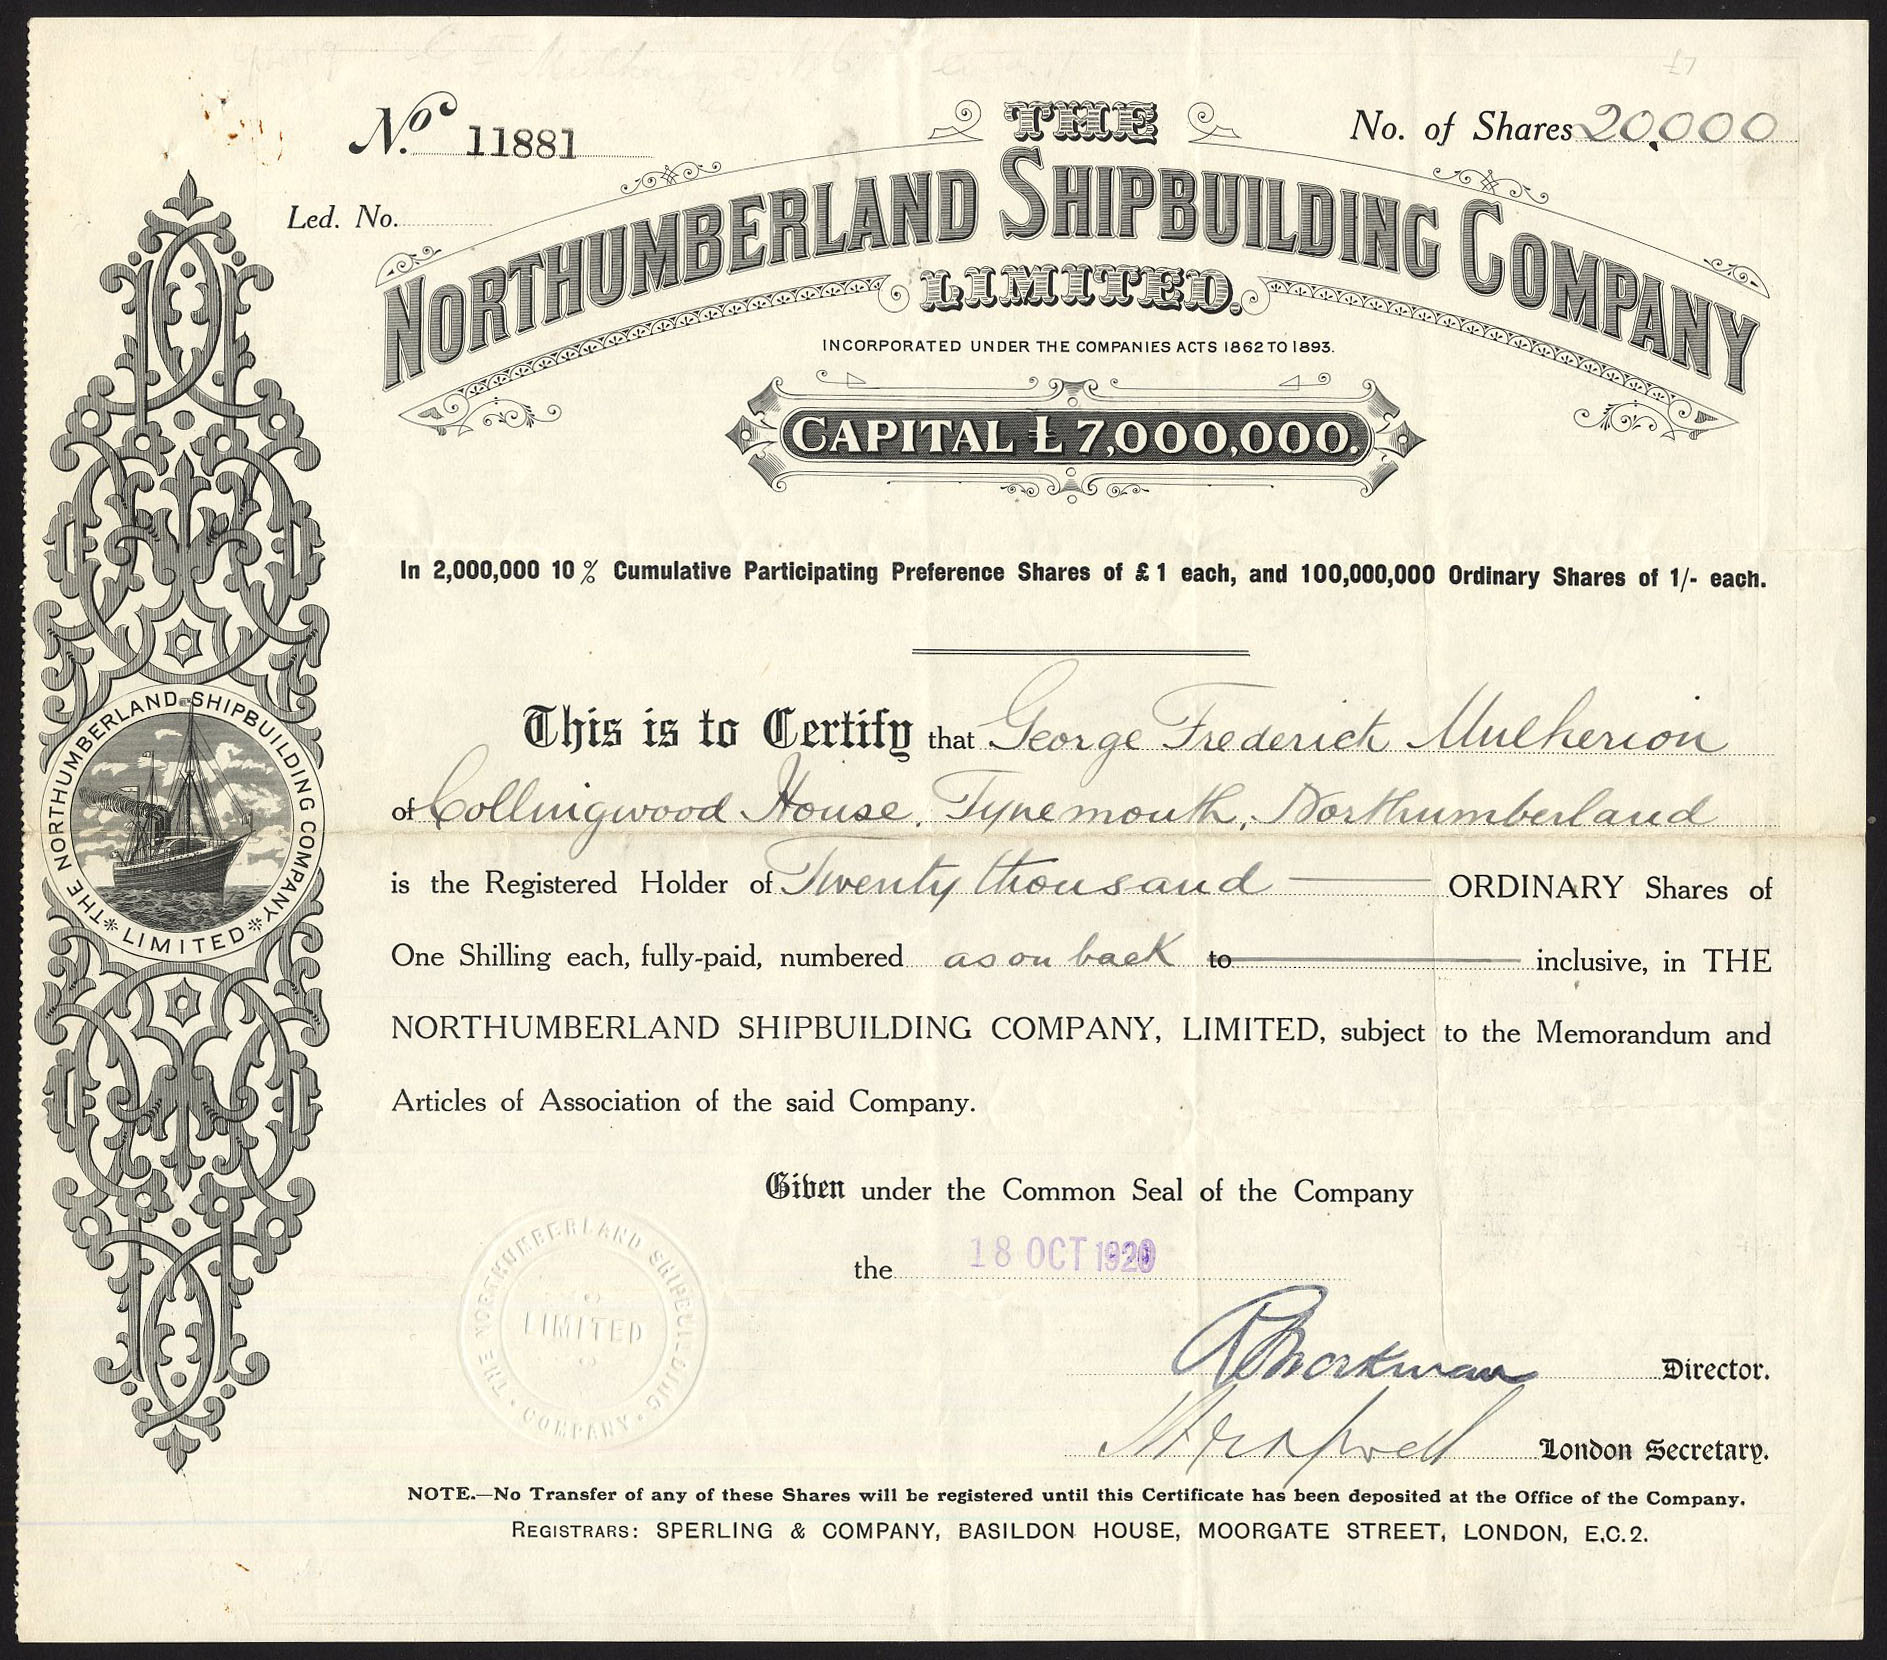 No. 11881
No. of Shares 20,000
Led. No.
THE
NORTHUMBERLAND SHIPBUILDING COMPANY
LIMITED.
INCORPORATED UNDER THE COMPANIES ACTS 1862 TO 1893.
CAPITAL £7,000,000.
In 2,000,000 10% Cumulative Participating Preference Shares of £1 each, and 100,000,000 Ordinary Shares of 1/- each.
This is to Certify that George Frederick Mulherion
of Collingwood House, Tynemouth, Northumberland
is the Registered Holder of Twenty thousand ORDINARY Shares of
One Shilling each, fully-paid, numbered as on back to inclusive, in THE
NORTHUMBERLAND SHIPBUILDING COMPANY, LIMITED, subject to the Memorandum and
Articles of Association of the said Company.
THE NORTHUMBERLAND SHIPBUILDING COMPANY
LIMITED
Given under the Common Seal of the Company
the 18 OCT 1920
THE NORTHUMBERLAND SHIPBUILDING COMPANY
LIMITED
Director.
London Secretary.
NOTE.—No Transfer of any of these Shares will be registered until this Certificate has been deposited at the Office of the Company.
REGISTRARS: SPERLING & COMPANY, BASILDON HOUSE, MOORGATE STREET, LONDON, E.C.2.